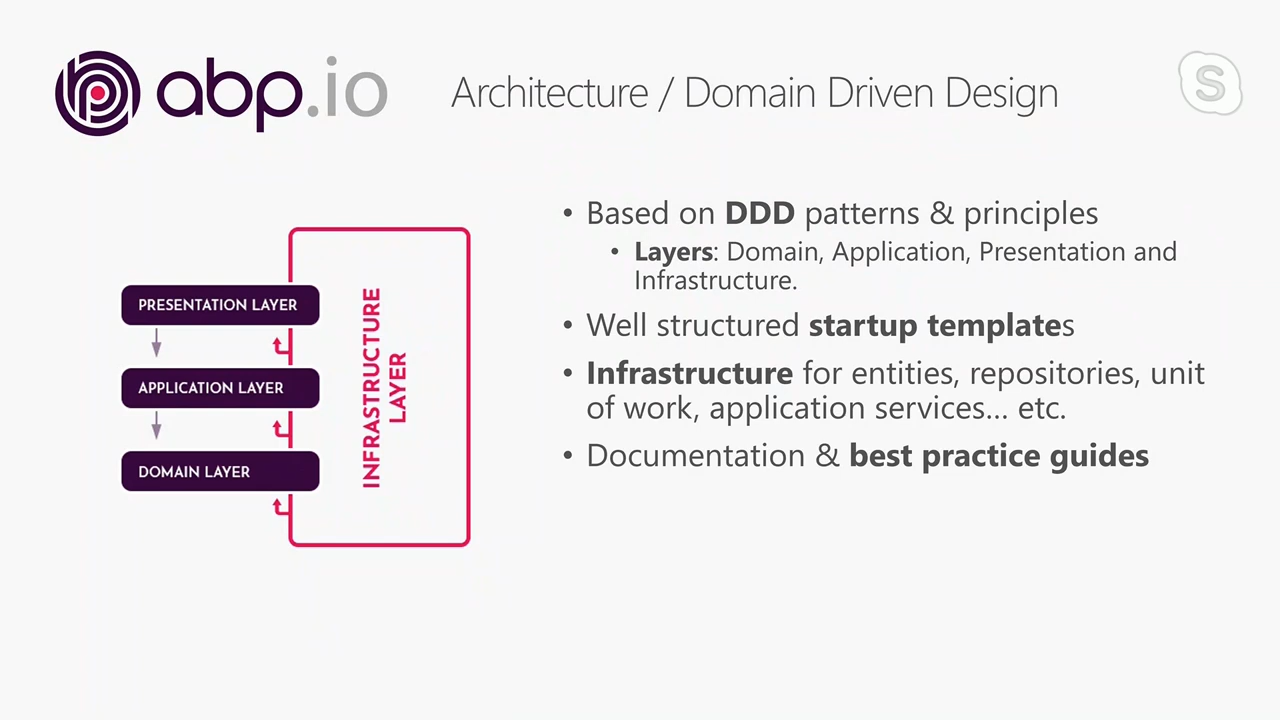 abp.io
Architecture / Domain Driven Design
S
PRESENTATION LAYER
APPLICATION LAYER
DOMAIN LAYER
INFRASTRUCTURE
LAYER
• Based on DDD patterns & principles
• Layers: Domain, Application, Presentation and
Infrastructure.
• Well structured startup templates
• Infrastructure for entities, repositories, unit
of work, application services... etc.
• Documentation & best practice guides